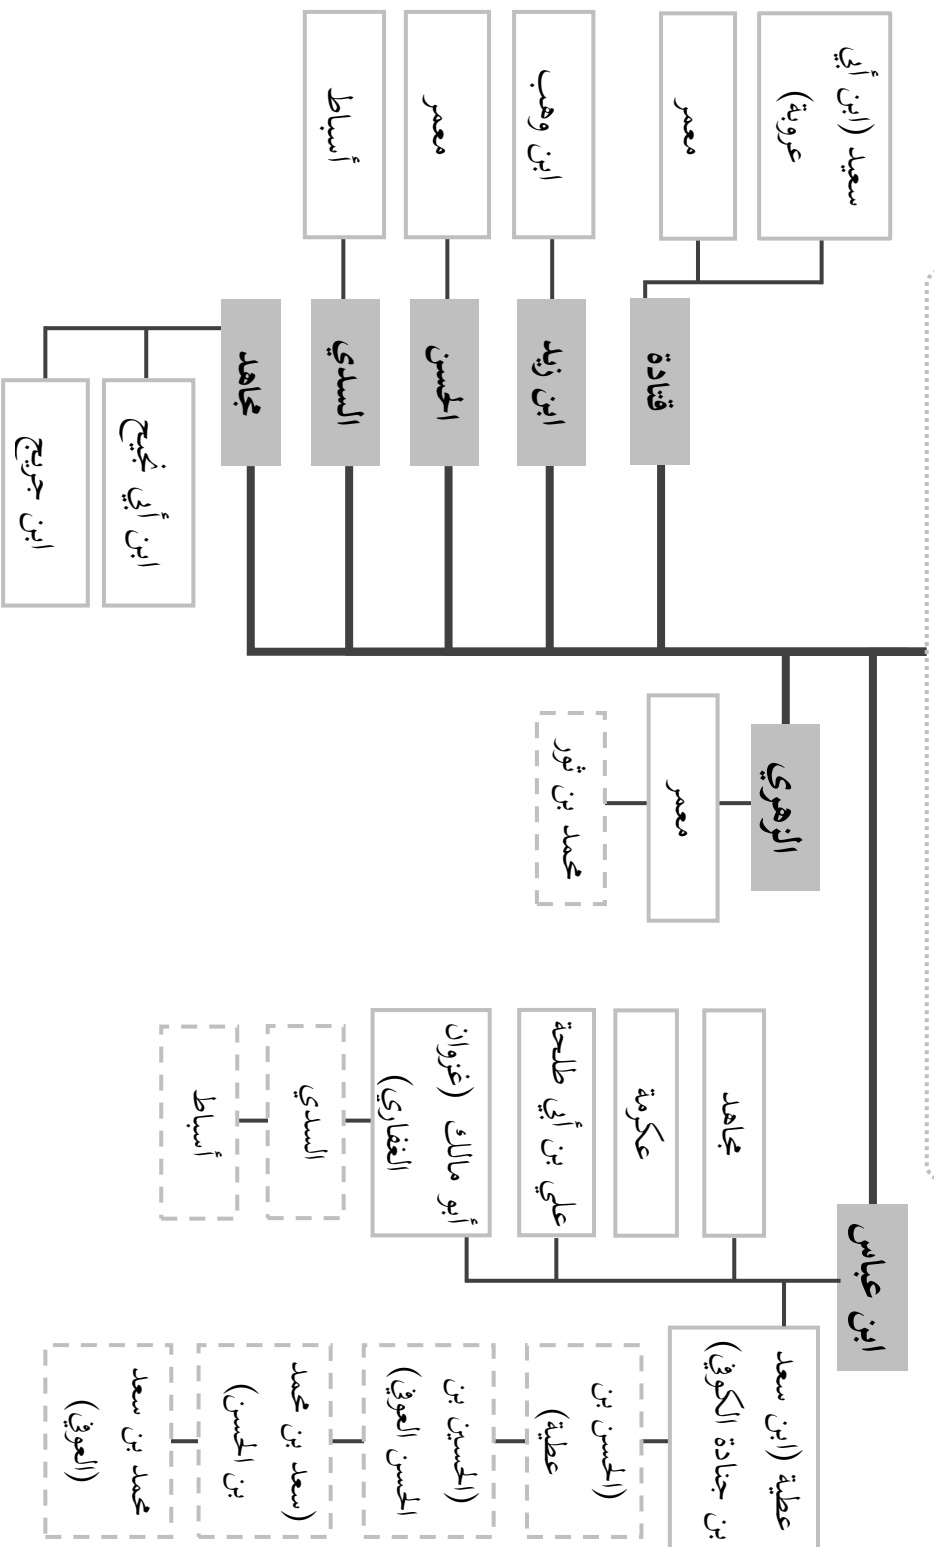 ابن عباس
عطية (ابن سعد
بن جنادة الكوفي)
(الحسن بن
عطية)
(الحسين بن
الحسن العوفي)
(سعد بن محمد
بن الحسن)
محمد بن سعد
(العوفي)
مجاهد
عكرمة
علي بن أبي طلحة
أبو مالك (غزوان
الغفاري)
السدي
أسباط
الزهري
معمر
محمد بن ثور
قتادة
سعيد (ابن أبي
عروبة)
معمر
ابن زيد
ابن وهب
الحسن
معمر
السدي
أسباط
مجاهد
ابن أبي نجيح
ابن جريج